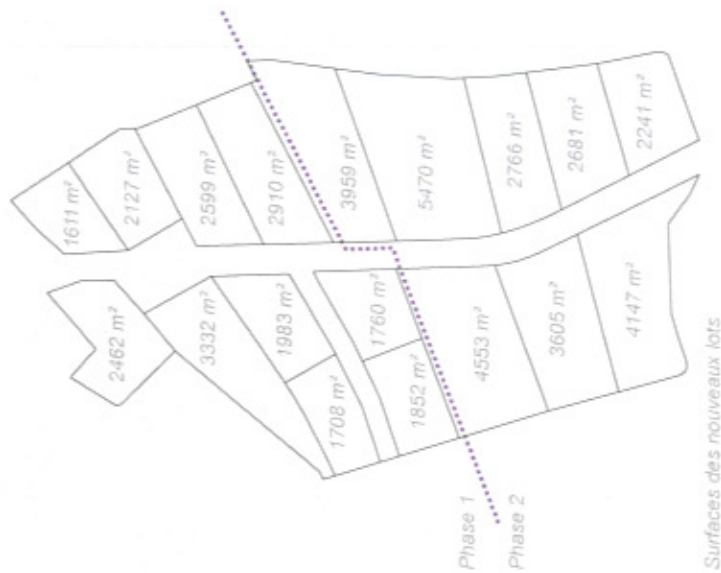 1611 m²
2127 m²
2599 m²
2910 m²
3959 m²
5470 m²
2766 m²
2681 m²
2241 m²
2462 m²
3332 m²
1983 m²
1708 m²
1760 m²
1852 m²
4553 m²
3605 m²
4147 m²
Phase 1
Phase 2
Surfaces des nouveaux lots